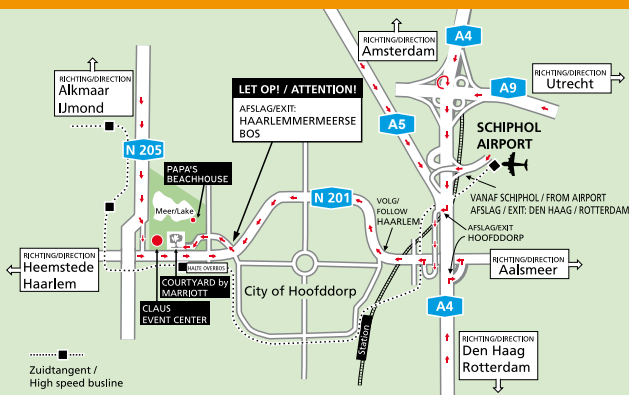 A4
RICHTING/DIRECTION
Amsterdam
RICHTING/DIRECTION
Alkmaar
IJmond
LET OP! / ATTENTION!
AFSLAG/EXIT:
HAARLEMMERMEERSE
BOS
A9
RICHTING/DIRECTION
Utrecht
A5
SCHIPHOL
AIRPORT
N 205
PAPA'S
BEACHHOUSE
Meer/Lake
N 201
VOLG/
FOLLOW
HAARLEM
VANAF SCHIPHOL / FROM AIRPORT
AFSLAG / EXIT: DEN HAAG / ROTTERDAM
AFSLAG/EXIT
HOOFDDORP
RICHTING/DIRECTION
Heemstede
Haarlem
HALTE OVERBOS
COURTYARD by
MARRIOTT
CLAUS
EVENT CENTER
City of Hoofddorp
RICHTING/DIRECTION
Aalsmeer
A4
Station
RICHTING/DIRECTION
Den Haag
Rotterdam
Zuidtangent /
High speed busline